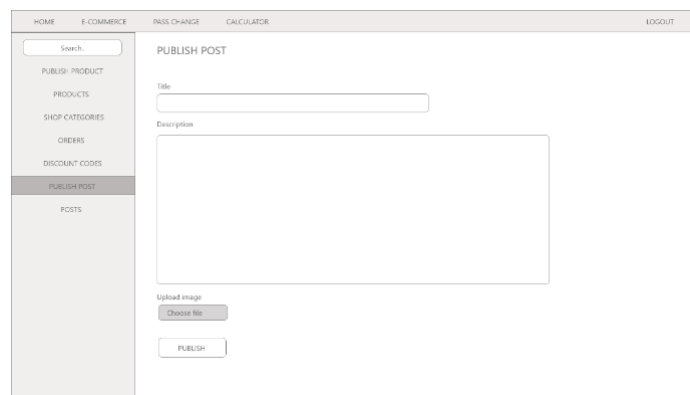 HOME E-COMMERCE PASS CHANGE CALCULATOR LOGOUT
Search..
PUBLISH PRODUCT
PRODUCTS
SHOP CATEGORIES
ORDERS
DISCOUNT CODES
PUBLISH POST
POSTS
PUBLISH POST
Title
Description
Upload image
Choose file
PUBLISH